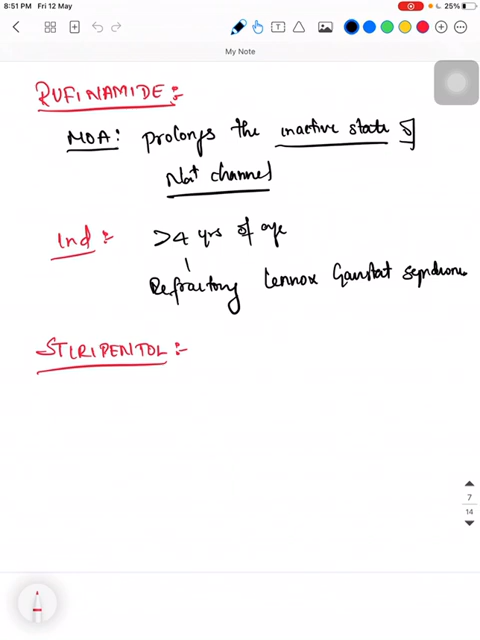 8:51 PM Fri 12 May
25%
My Note
RUFINAMIDE :-
MOA: prolongs the inactive state of
Na+ channel
Ind :- >4 yrs of age
Refractory Lennox Gaustat syndrome
STIRIPENTOL :-
7
14